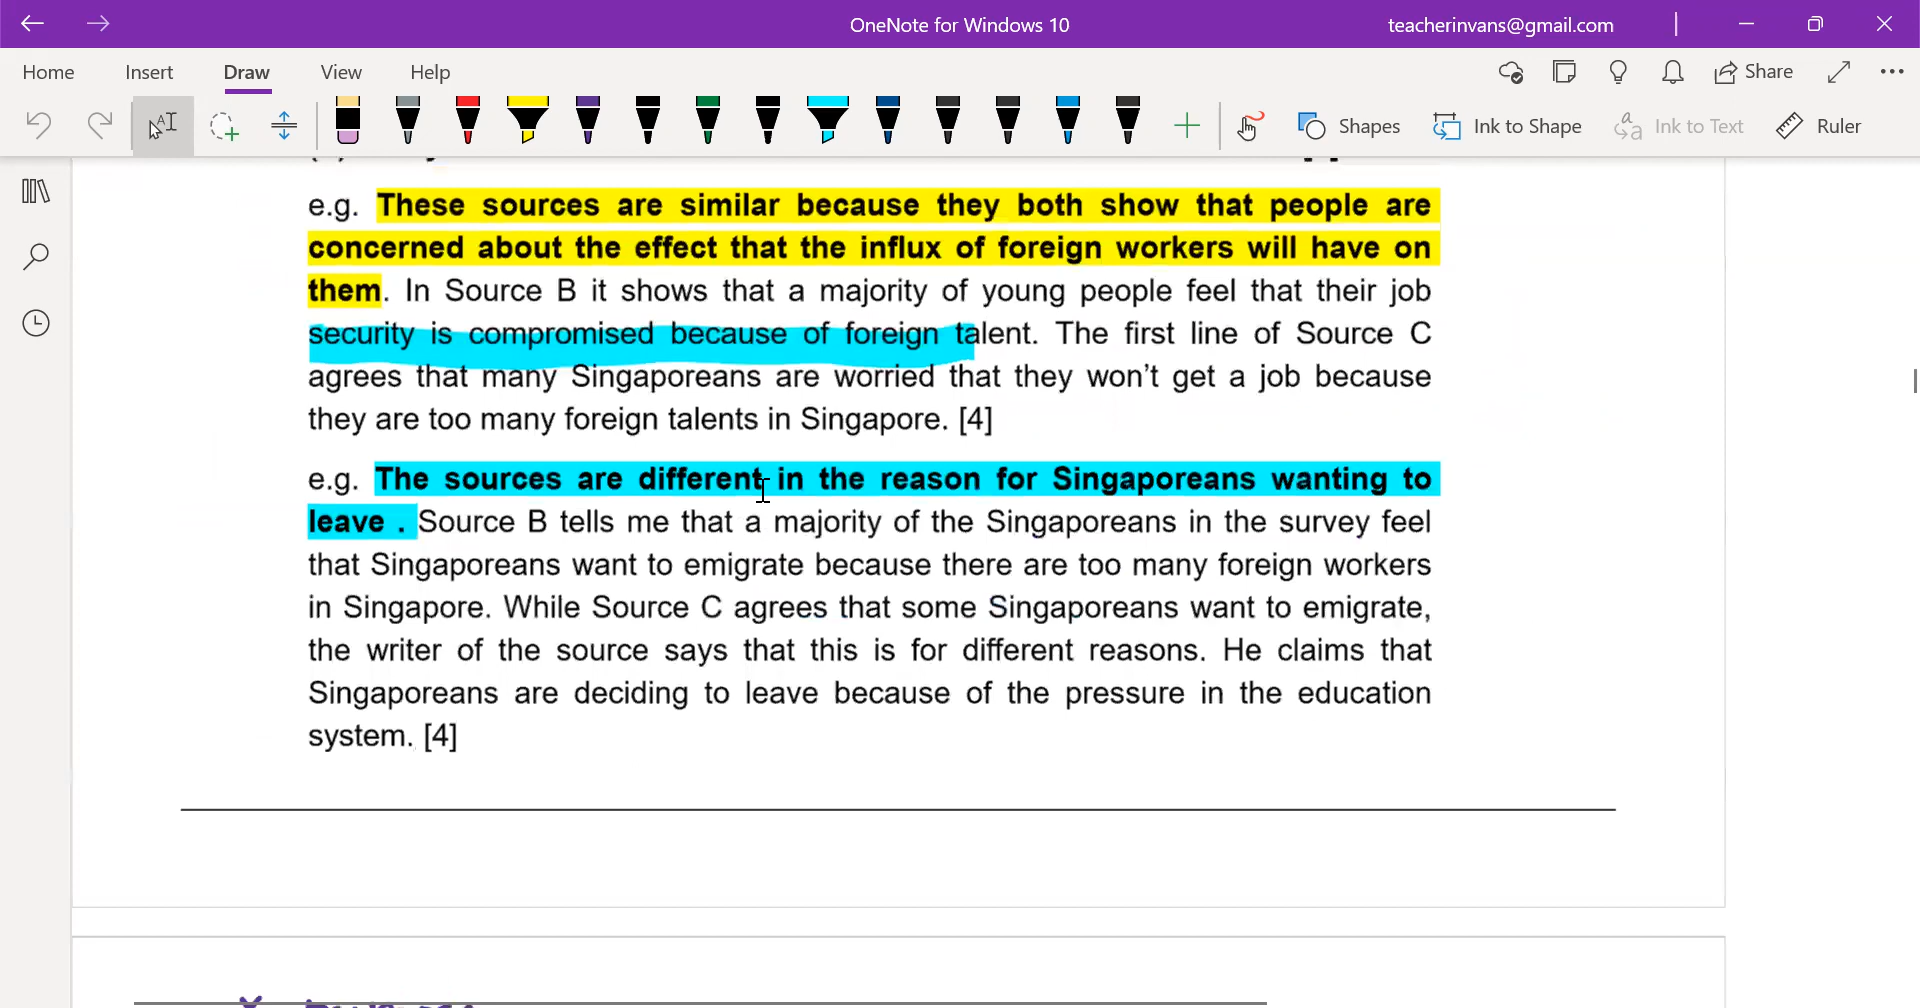 OneNote for Windows 10
teacherinvans@gmail.com
Home Insert Draw View Help
Share
Shapes Ink to Shape Ink to Text Ruler
e.g. These sources are similar because they both show that people are
concerned about the effect that the influx of foreign workers will have on
them. In Source B it shows that a majority of young people feel that their job
security is compromised because of foreign talent. The first line of Source C
agrees that many Singaporeans are worried that they won't get a job because
they are too many foreign talents in Singapore. [4]
e.g. The sources are different in the reason for Singaporeans wanting to
leave . Source B tells me that a majority of the Singaporeans in the survey feel
that Singaporeans want to emigrate because there are too many foreign workers
in Singapore. While Source C agrees that some Singaporeans want to emigrate,
the writer of the source says that this is for different reasons. He claims that
Singaporeans are deciding to leave because of the pressure in the education
system. [4]